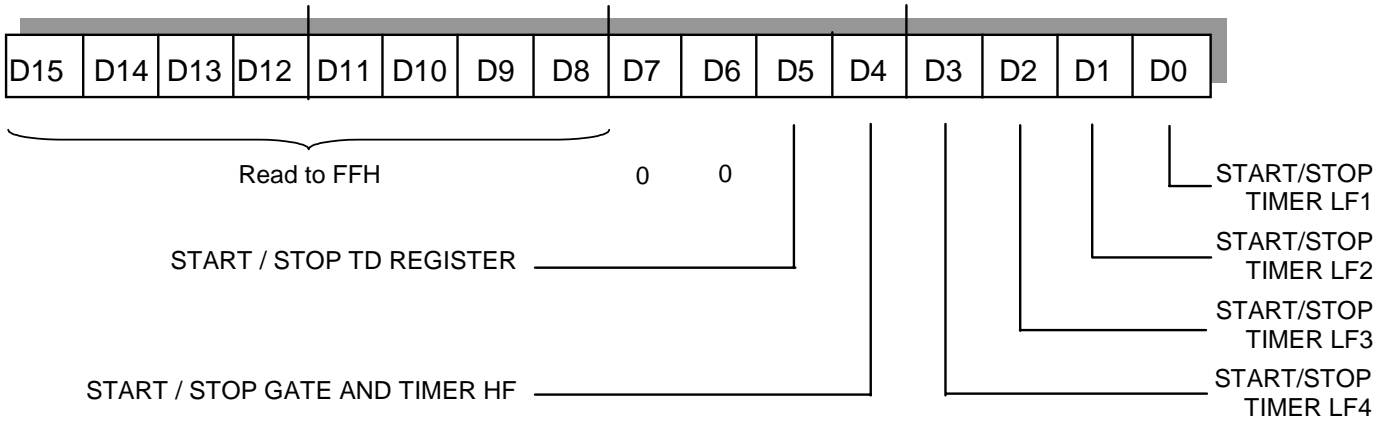 D15 D14 D13 D12 D11 D10 D9 D8 D7 D6 D5 D4 D3 D2 D1 D0
Read to FFH
0 0
START/STOP
TIMER LF1
START / STOP TD REGISTER
START/STOP
TIMER LF2
START/STOP
TIMER LF3
START / STOP GATE AND TIMER HF
START/STOP
TIMER LF4